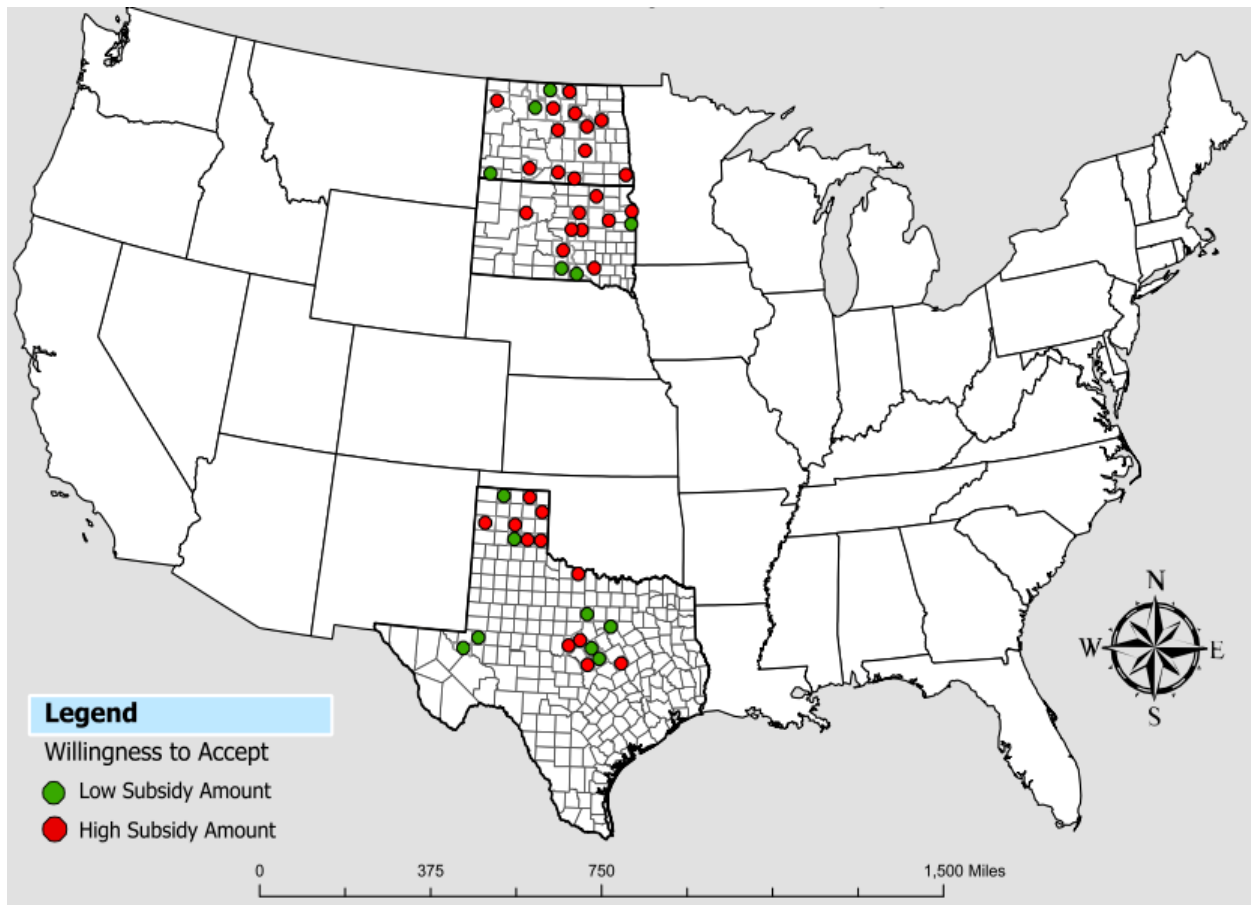 N
W
E
S
Legend
Willingness to Accept
Low Subsidy Amount
High Subsidy Amount
0 375 750 1,500 Miles